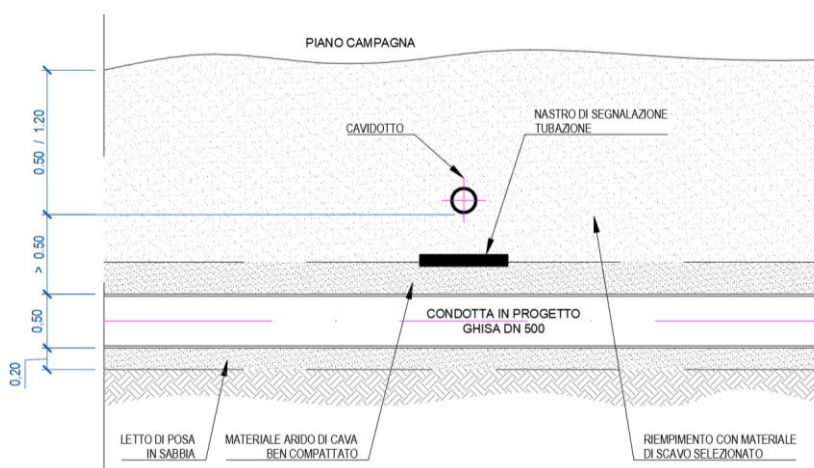 PIANO CAMPAGNA
NASTRO DI SEGNALAZIONE
TUBAZIONE
CAVIDOTTO
0.50 / 1.20
> 0.50
0,50
0,20
CONDOTTA IN PROGETTO
GHISA DN 500
LETTO DI POSA
IN SABBIA
MATERIALE ARIDO DI CAVA
BEN COMPATTATO
RIEMPIMENTO CON MATERIALE
DI SCAVO SELEZIONATO